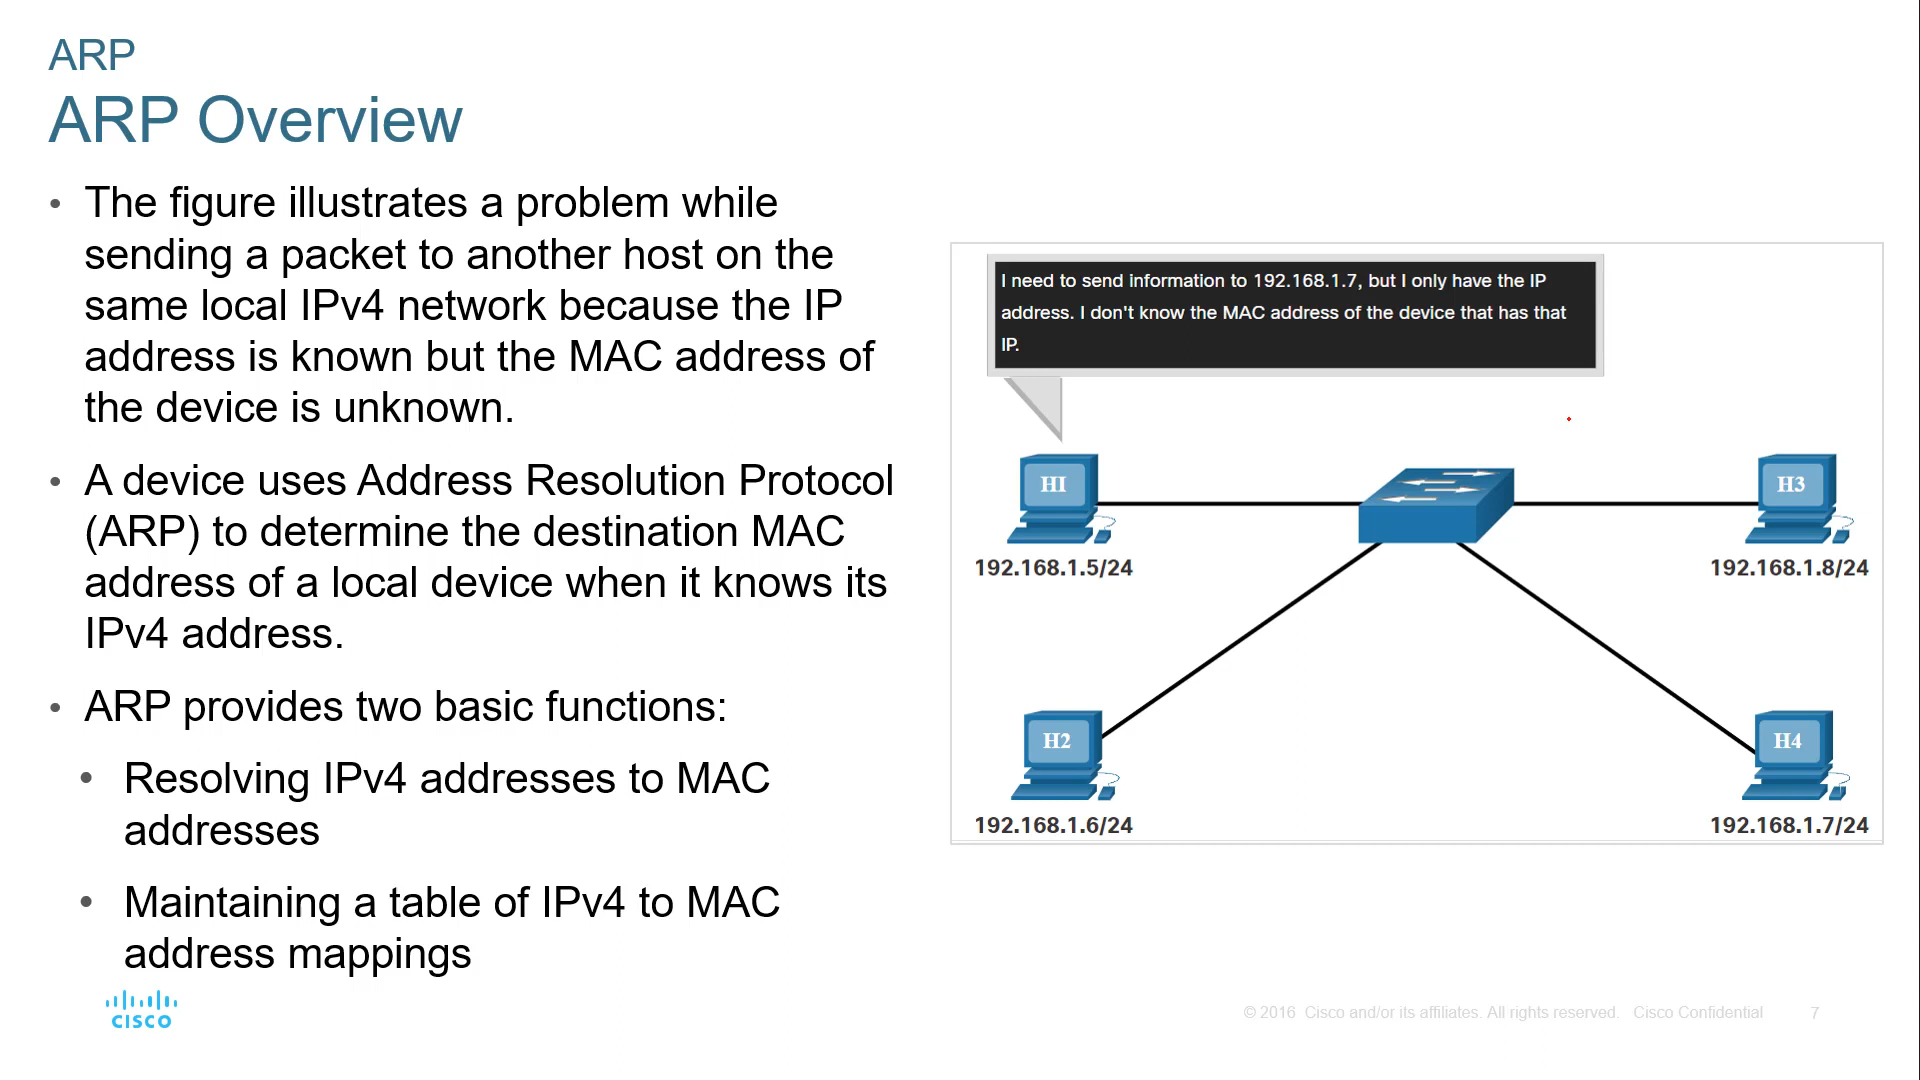 ARP
ARP Overview
• The figure illustrates a problem while
sending a packet to another host on the
same local IPv4 network because the IP
address is known but the MAC address of
the device is unknown.
• A device uses Address Resolution Protocol
(ARP) to determine the destination MAC
address of a local device when it knows its
IPv4 address.
• ARP provides two basic functions:
• Resolving IPv4 addresses to MAC
addresses
• Maintaining a table of IPv4 to MAC
address mappings
I need to send information to 192.168.1.7, but I only have the IP
address. I don't know the MAC address of the device that has that
IP.
HI
192.168.1.5/24
H3
192.168.1.8/24
H2
192.168.1.6/24
H4
192.168.1.7/24
CISCO
© 2016 Cisco and/or its affiliates. All rights reserved. Cisco Confidential
7